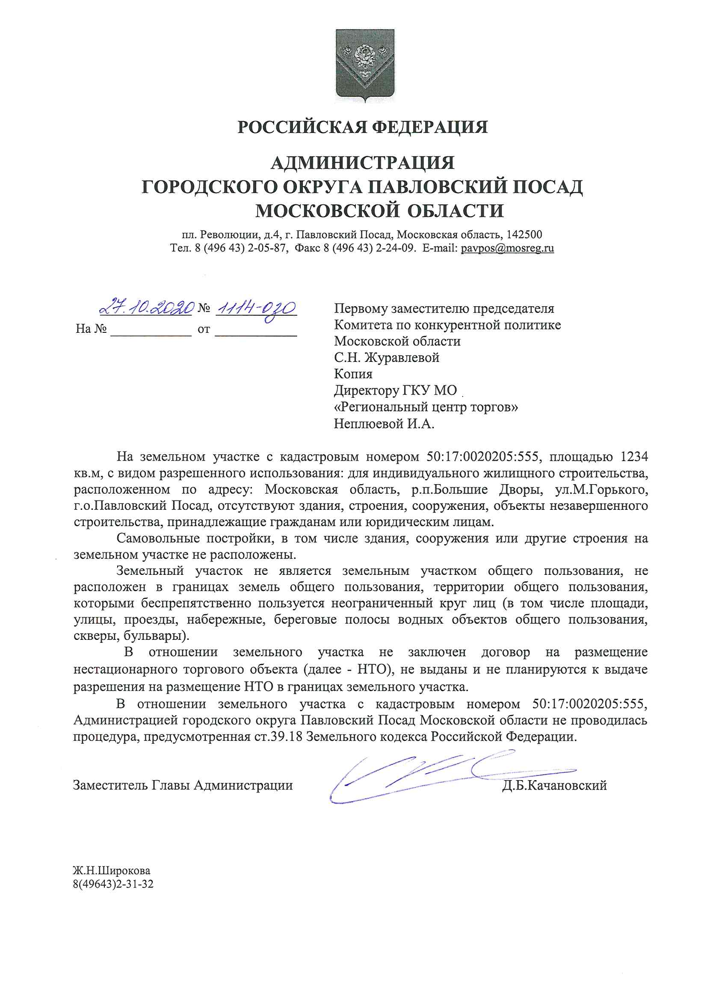 РОССИЙСКАЯ ФЕДЕРАЦИЯ
АДМИНИСТРАЦИЯ
ГОРОДСКОГО ОКРУГА ПАВЛОВСКИЙ ПОСАД
МОСКОВСКОЙ ОБЛАСТИ
пл. Революции, д.4, г. Павловский Посад, Московская область, 142500
Тел. 8 (496 43) 2-05-87, Факс 8 (496 43) 2-24-09. E-mail: pavpos@mosreg.ru
27.10.2020 № 1114-озо
На № ____________ от ____________
Первому заместителю председателя
Комитета по конкурентной политике
Московской области
С.Н. Журавлевой
Копия
Директору ГКУ МО
«Региональный центр торгов»
Неплюевой И.А.
На земельном участке с кадастровым номером 50:17:0020205:555, площадью 1234
кв.м, с видом разрешенного использования: для индивидуального жилищного строительства,
расположенном по адресу: Московская область, р.п.Большие Дворы, ул.М.Горького,
г.о.Павловский Посад, отсутствуют здания, строения, сооружения, объекты незавершенного
строительства, принадлежащие гражданам или юридическим лицам.
Самовольные постройки, в том числе здания, сооружения или другие строения на
земельном участке не расположены.
Земельный участок не является земельным участком общего пользования, не
расположен в границах земель общего пользования, территории общего пользования,
которыми беспрепятственно пользуется неограниченный круг лиц (в том числе площади,
улицы, проезды, набережные, береговые полосы водных объектов общего пользования,
скверы, бульвары).
В отношении земельного участка не заключен договор на размещение
нестационарного торгового объекта (далее - НТО), не выданы и не планируются к выдаче
разрешения на размещение НТО в границах земельного участка.
В отношении земельного участка с кадастровым номером 50:17:0020205:555,
Администрацией городского округа Павловский Посад Московской области не проводилась
процедура, предусмотренная ст.39.18 Земельного кодекса Российской Федерации.
Заместитель Главы Администрации Д.Б.Качановский
Ж.Н.Широкова
8(49643)2-31-32